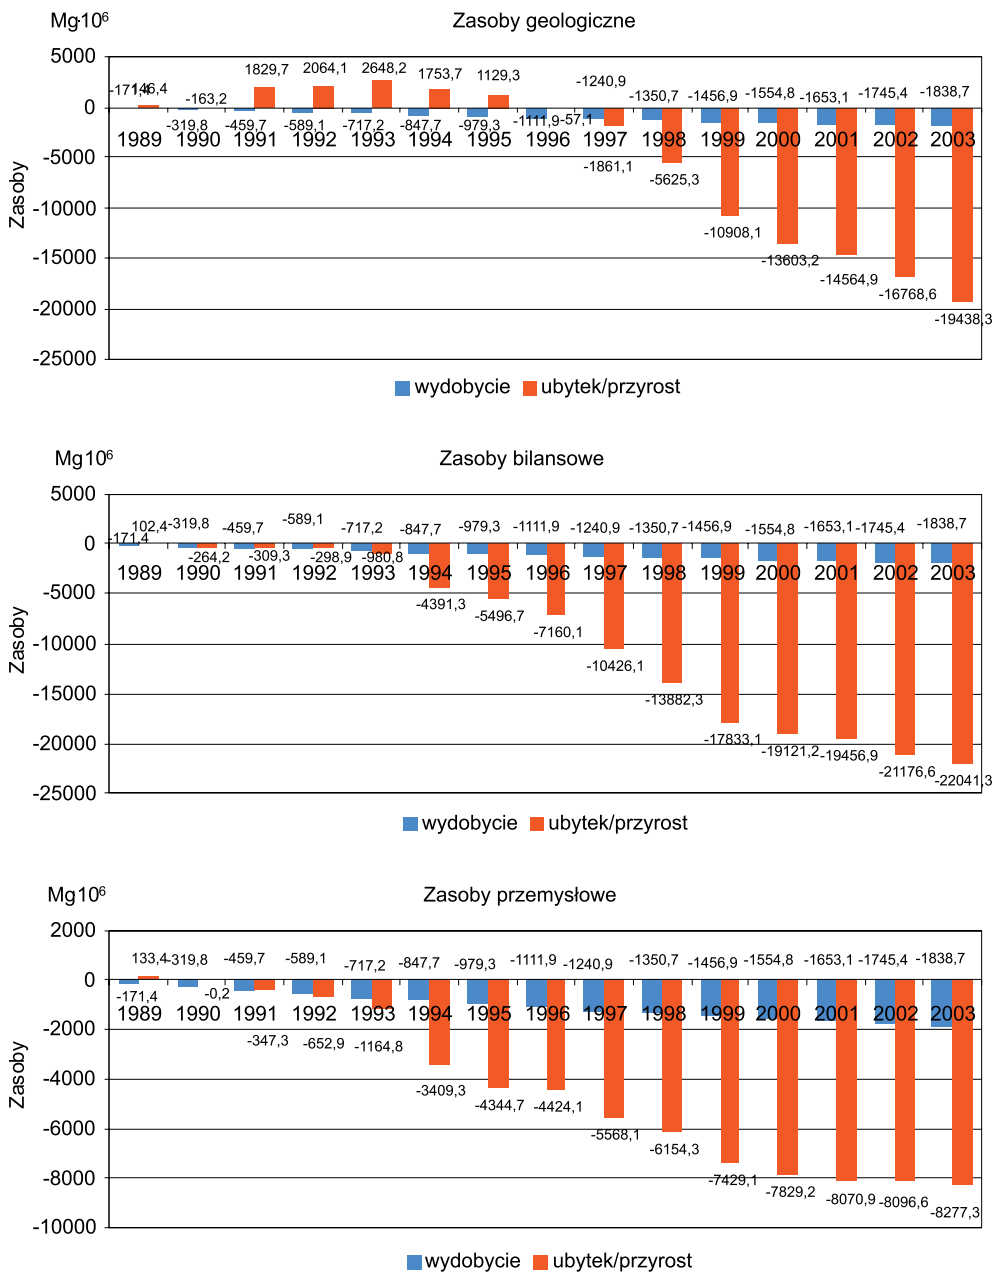 Mg·10⁶ Zasoby geologiczne
5000
1829,7 2064,1 2648,2 1753,7 1129,3 -1240,9
-171,4 146,4 -163,2 -1350,7 -1456,9 -1554,8 -1653,1 -1745,4 -1838,7
0
-319,8 -459,7 -589,1 -717,2 -847,7 -979,3 -1111,9 -57,1
1989 1990 1991 1992 1993 1994 1995 1996 1997 1998 1999 2000 2001 2002 2003
-5000
-1861,1 -5625,3
Zasoby
-10000
-10908,1
-15000
-13603,2
-14564,9
-16768,6
-20000
-19438,3
-25000
wydobycie ubytek/przyrost
Mg10⁶ Zasoby bilansowe
5000
102,4 -319,8 -459,7 -589,1 -717,2 -847,7 -979,3 -1111,9 -1240,9 -1350,7 -1456,9 -1554,8 -1653,1 -1745,4 -1838,7
-171,4
0
-264,2 -309,3 -298,9 -980,8
1989 1990 1991 1992 1993 1994 1995 1996 1997 1998 1999 2000 2001 2002 2003
-5000
-4391,3 -5496,7 -7160,1
Zasoby
-10000
-10426,1
-15000
-13882,3
-17833,1
-20000
-19121,2 -19456,9
-21176,6 -22041,3
-25000
wydobycie ubytek/przyrost
Mg10⁶ Zasoby przemysłowe
2000
133,4 -319,8 -459,7 -589,1 -717,2 -847,7 -979,3 -1111,9 -1240,9 -1350,7 -1456,9 -1554,8 -1653,1 -1745,4 -1838,7
0
-171,4 -0,2
1989 1990 1991 1992 1993 1994 1995 1996 1997 1998 1999 2000 2001 2002 2003
-2000
-347,3 -652,9 -1164,8
Zasoby
-4000
-3409,3 -4344,7 -4424,1
-6000
-5568,1 -6154,3
-8000
-7429,1 -7829,2 -8070,9 -8096,6 -8277,3
-10000
wydobycie ubytek/przyrost